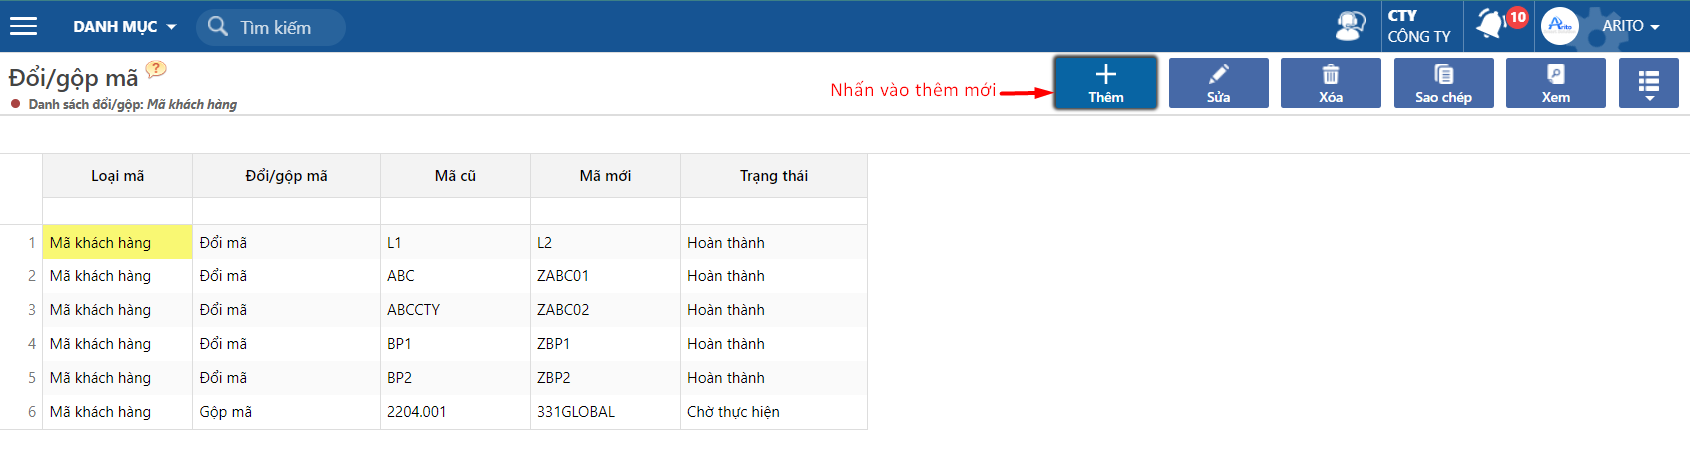 DANH MỤC Tìm kiếm CTY CÔNG TY 10 Arito ARITO
Đổi/gộp mã ?
Danh sách đổi/gộp: Mã khách hàng
Nhấn vào thêm mới Thêm Sửa Xóa Sao chép Xem
Loại mã Đổi/gộp mã Mã cũ Mã mới Trạng thái
1 Mã khách hàng Đổi mã L1 L2 Hoàn thành
2 Mã khách hàng Đổi mã ABC ZABC01 Hoàn thành
3 Mã khách hàng Đổi mã ABCCTY ZABC02 Hoàn thành
4 Mã khách hàng Đổi mã BP1 ZBP1 Hoàn thành
5 Mã khách hàng Đổi mã BP2 ZBP2 Hoàn thành
6 Mã khách hàng Gộp mã 2204.001 331GLOBAL Chờ thực hiện